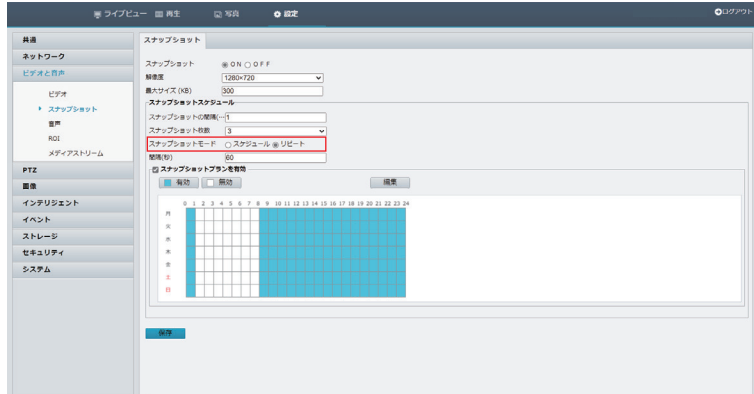 ライブビュー 再生 写真 設定 ログアウト
共通
ネットワーク
ビデオと音声
ビデオ
スナップショット
音声
ROI
メディアストリーム
PTZ
画像
インテリジェント
イベント
ストレージ
セキュリティ
システム
スナップショット
スナップショット ON OFF
解像度 1280×720
最大サイズ (KB) 300
スナップショットスケジュール
スナップショットの間隔(… 1
スナップショット枚数 3
スナップショットモード スケジュール リピート
間隔(秒) 60
スナップショットプランを有効
有効 無効 編集
0 1 2 3 4 5 6 7 8 9 10 11 12 13 14 15 16 17 18 19 20 21 22 23 24
月
火
水
木
金
土
日
保存